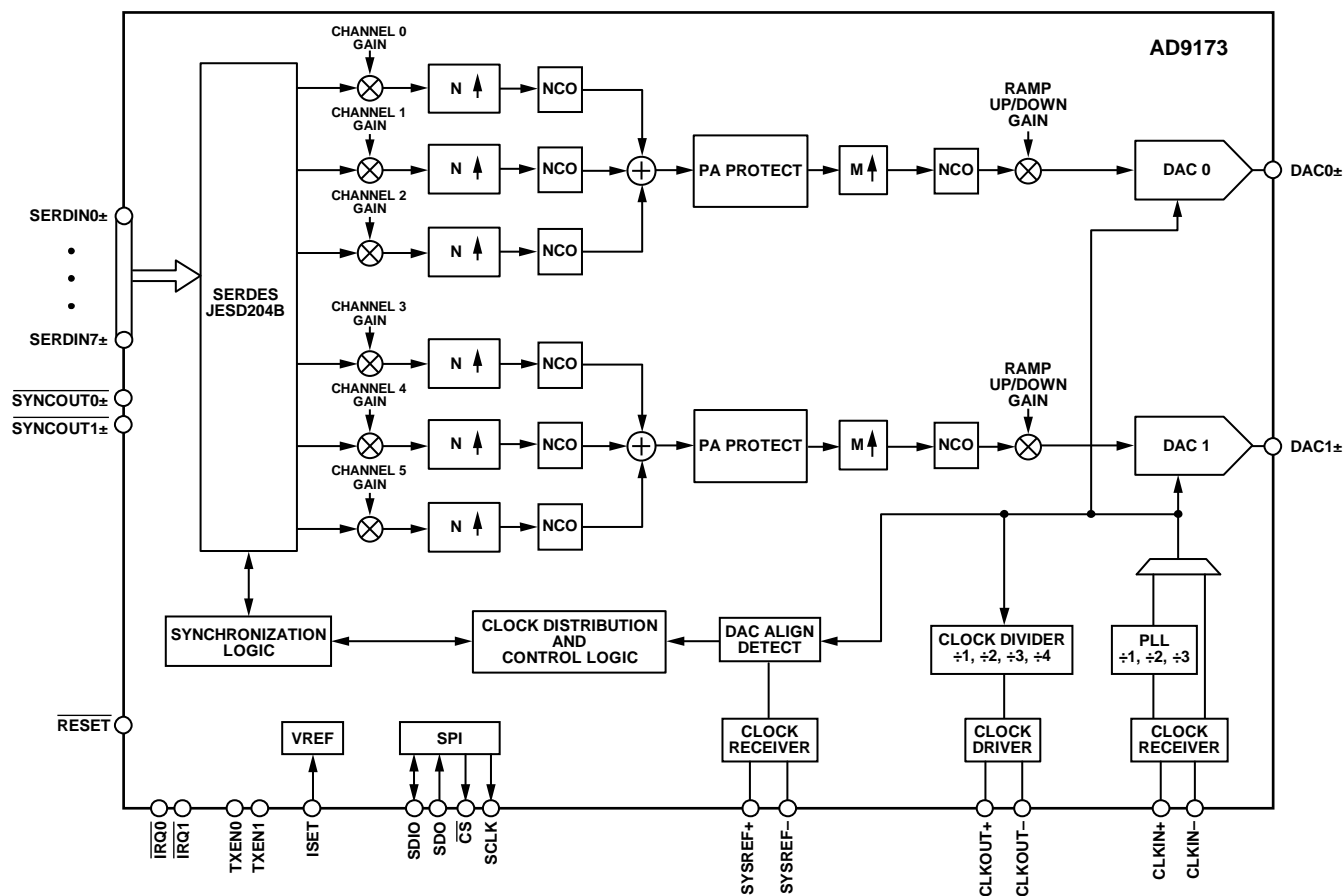 AD9173
CHANNEL 0
GAIN
N
NCO
CHANNEL 1
GAIN
N
NCO
CHANNEL 2
GAIN
N
NCO
PA PROTECT
M
NCO
RAMP
UP/DOWN
GAIN
DAC 0
DAC0±
SERDIN0±
SERDIN7±
SYNCOUT0±
SYNCOUT1±
SERDES
JESD204B
CHANNEL 3
GAIN
N
NCO
CHANNEL 4
GAIN
N
NCO
CHANNEL 5
GAIN
N
NCO
PA PROTECT
M
NCO
RAMP
UP/DOWN
GAIN
DAC 1
DAC1±
SYNCHRONIZATION
LOGIC
CLOCK DISTRIBUTION
AND
CONTROL LOGIC
DAC ALIGN
DETECT
CLOCK DIVIDER
÷1, ÷2, ÷3, ÷4
PLL
÷1, ÷2, ÷3
RESET
VREF
SPI
CLOCK
RECEIVER
CLOCK
DRIVER
CLOCK
RECEIVER
IRQ0
IRQ1
TXEN0
TXEN1
ISET
SDIO
SDO
CS
SCLK
SYSREF+
SYSREF–
CLKOUT+
CLKOUT–
CLKIN+
CLKIN–